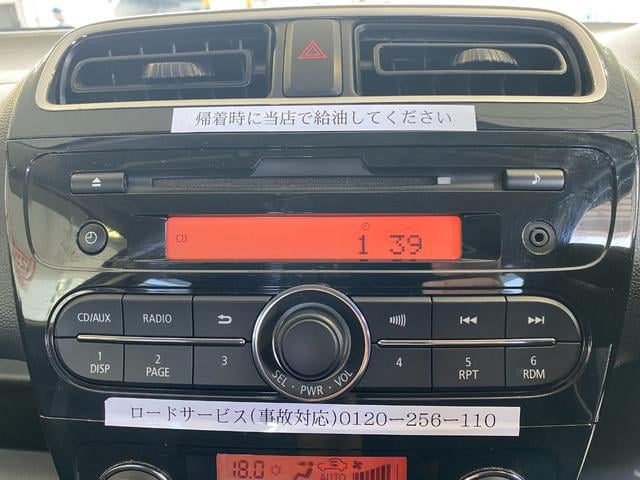 帰着時に当店で給油してください
CD 1 39
CD/AUX RADIO
1 DISP 2 PAGE 3 4 5 RPT 6 RDM
SEL・PWR・VOL
ロードサービス(事故対応)0120-256-110
18.0 AUTO